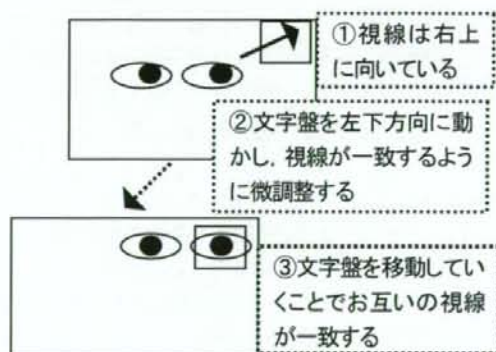 ①視線は右上
に向いている
②文字盤を左下方向に動
かし，視線が一致するよう
に微調整する
③文字盤を移動してい
くことでお互いの視線
が一致する